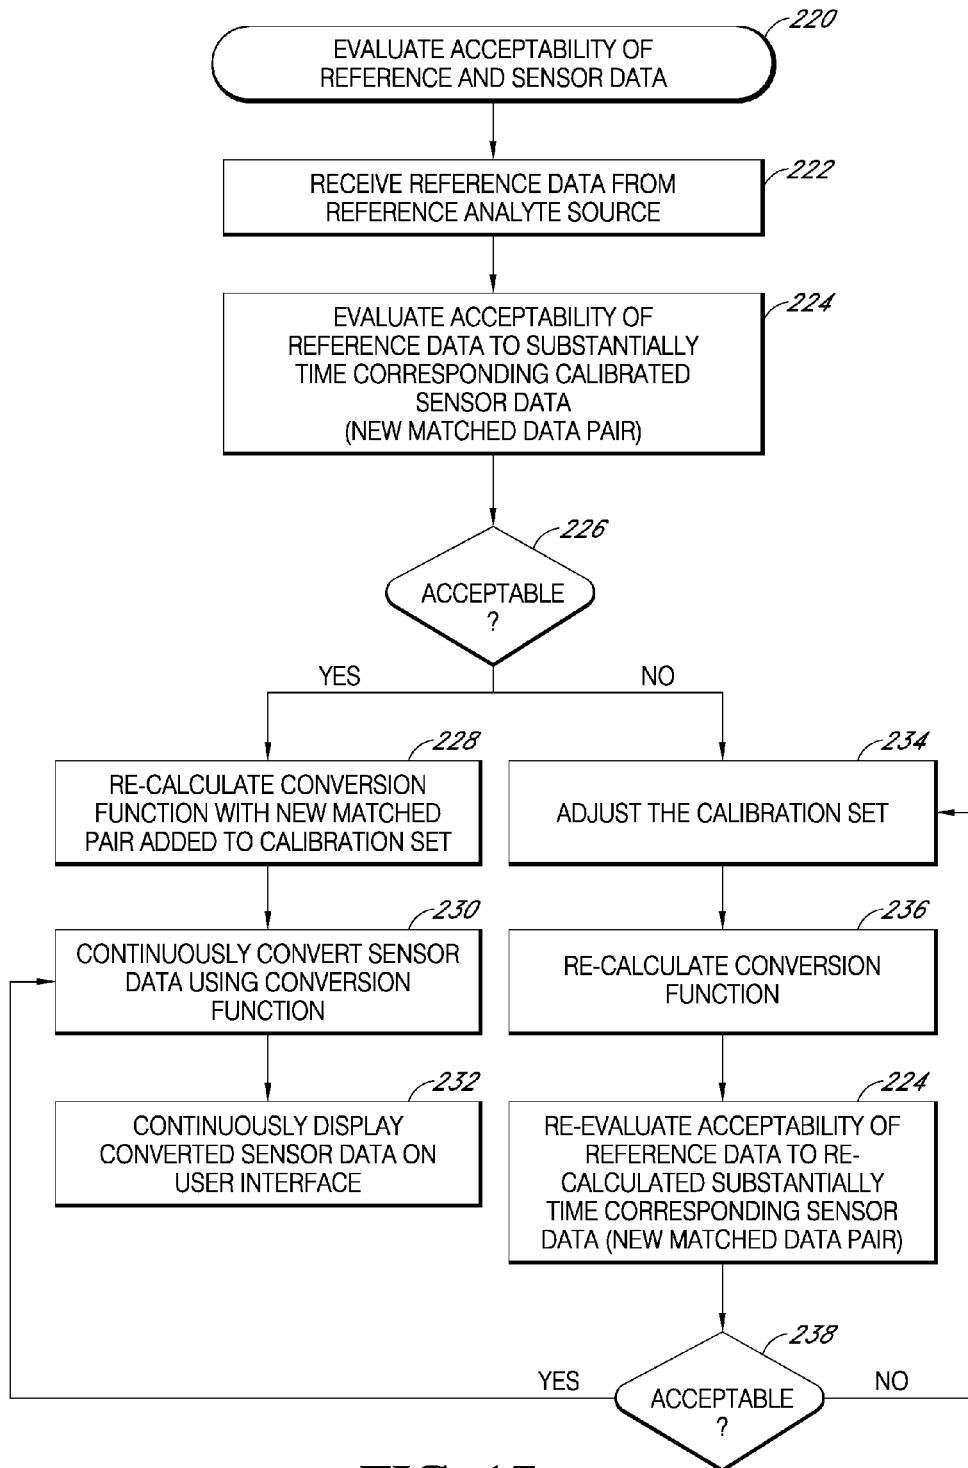 220
EVALUATE ACCEPTABILITY OF
REFERENCE AND SENSOR DATA
222
RECEIVE REFERENCE DATA FROM
REFERENCE ANALYTE SOURCE
224
EVALUATE ACCEPTABILITY OF
REFERENCE DATA TO SUBSTANTIALLY
TIME CORRESPONDING CALIBRATED
SENSOR DATA
(NEW MATCHED DATA PAIR)
226
ACCEPTABLE
?
YES
NO
228
RE-CALCULATE CONVERSION
FUNCTION WITH NEW MATCHED
PAIR ADDED TO CALIBRATION SET
234
ADJUST THE CALIBRATION SET
230
CONTINUOUSLY CONVERT SENSOR
DATA USING CONVERSION
FUNCTION
236
RE-CALCULATE CONVERSION
FUNCTION
232
CONTINUOUSLY DISPLAY
CONVERTED SENSOR DATA ON
USER INTERFACE
224
RE-EVALUATE ACCEPTABILITY OF
REFERENCE DATA TO RE-
CALCULATED SUBSTANTIALLY
TIME CORRESPONDING SENSOR
DATA (NEW MATCHED DATA PAIR)
238
YES
ACCEPTABLE
?
NO